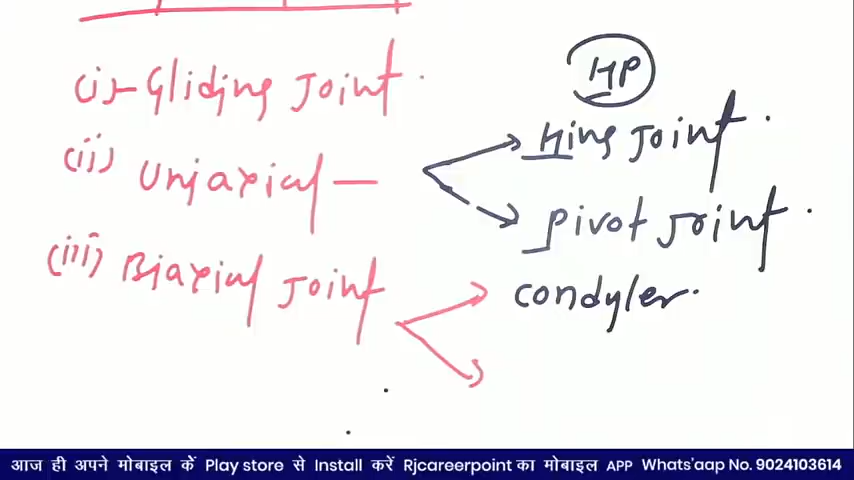 (i)- Gliding Joint.
(ii) Uniaxial —
(iii) Biaxial Joint
HP
Hing Joint.
Pivot Joint.
condyler.
आज ही अपने मोबाइल कें Play store से Install करें Rjcareerpoint का मोबाइल APP Whats'aap No. 9024103614